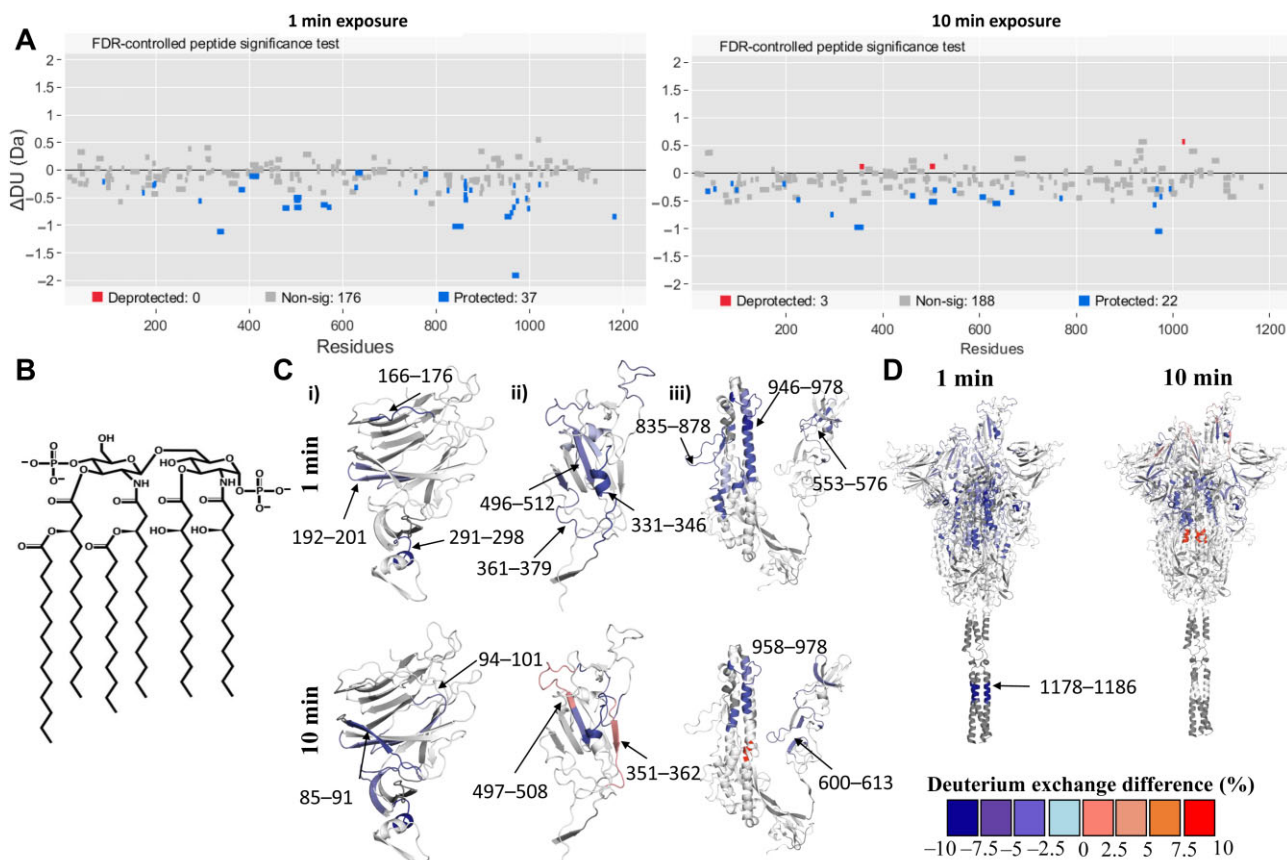 1 min exposure
10 min exposure
A
FDR-controlled peptide significance test
FDR-controlled peptide significance test
ΔDU (Da)
2
1.5
1
0.5
0
−0.5
−1
−1.5
−2
Deprotected: 0
Non-sig: 176
Protected: 37
200
400
600
800
1000
1200
Residues
2
1.5
1
0.5
0
−0.5
−1
−1.5
−2
Deprotected: 3
Non-sig: 188
Protected: 22
200
400
600
800
1000
1200
Residues
B
OH
O⁻
⁻O−P−O
O
O
O
HO
O
NH
O
O
HO
NH
O
O
O−P−O⁻
O⁻
O
O
O
O
HO
HO
O
O
C
i)
ii)
iii)
1 min
166–176
192–201
291–298
496–512
331–346
361–379
946–978
835–878
553–576
10 min
94–101
85–91
497–508
351–362
958–978
600–613
D
1 min
10 min
1178–1186
Deuterium exchange difference (%)
−10 −7.5 −5 −2.5 0 2.5 5 7.5 10